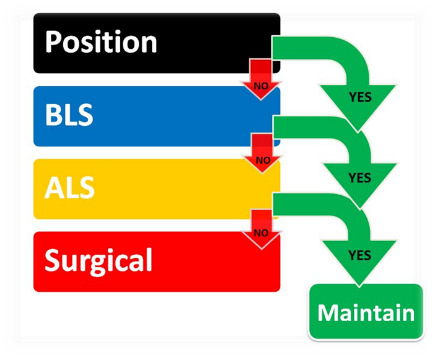 Position
NO
YES
BLS
NO
YES
ALS
NO
YES
Surgical
Maintain